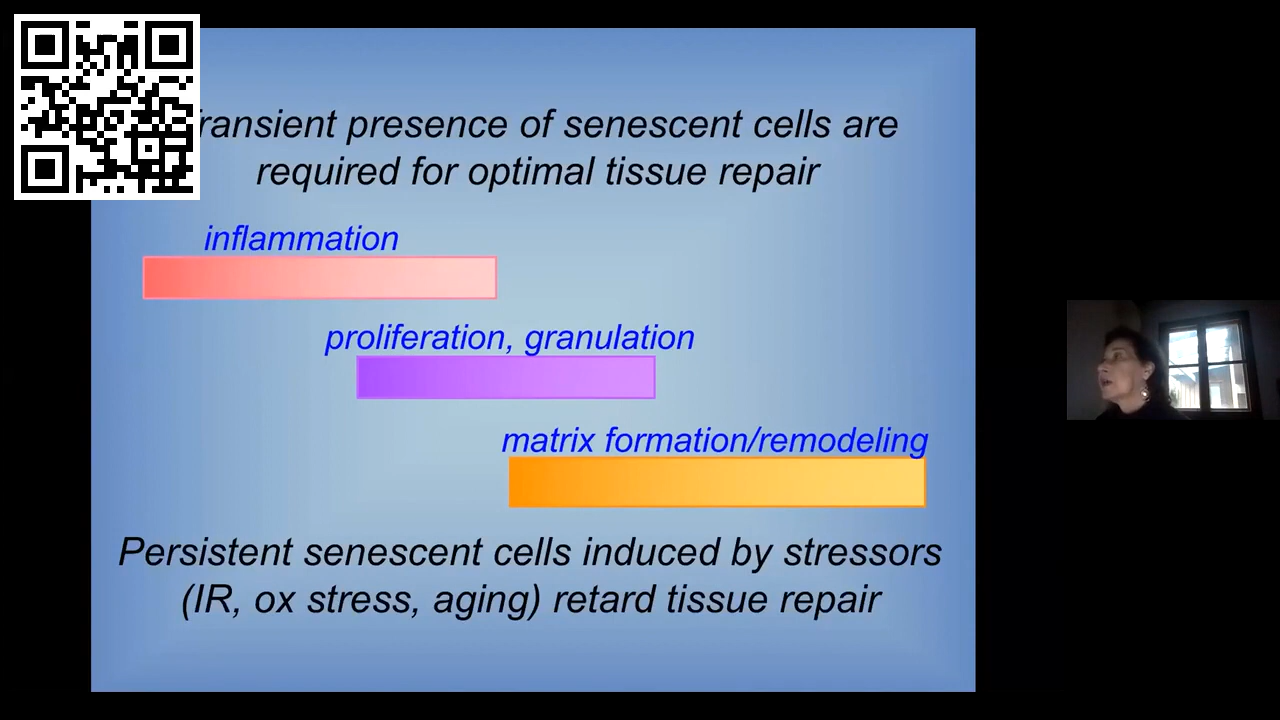 ransient presence of senescent cells are
required for optimal tissue repair
inflammation
proliferation, granulation
matrix formation/remodeling
Persistent senescent cells induced by stressors
(IR, ox stress, aging) retard tissue repair